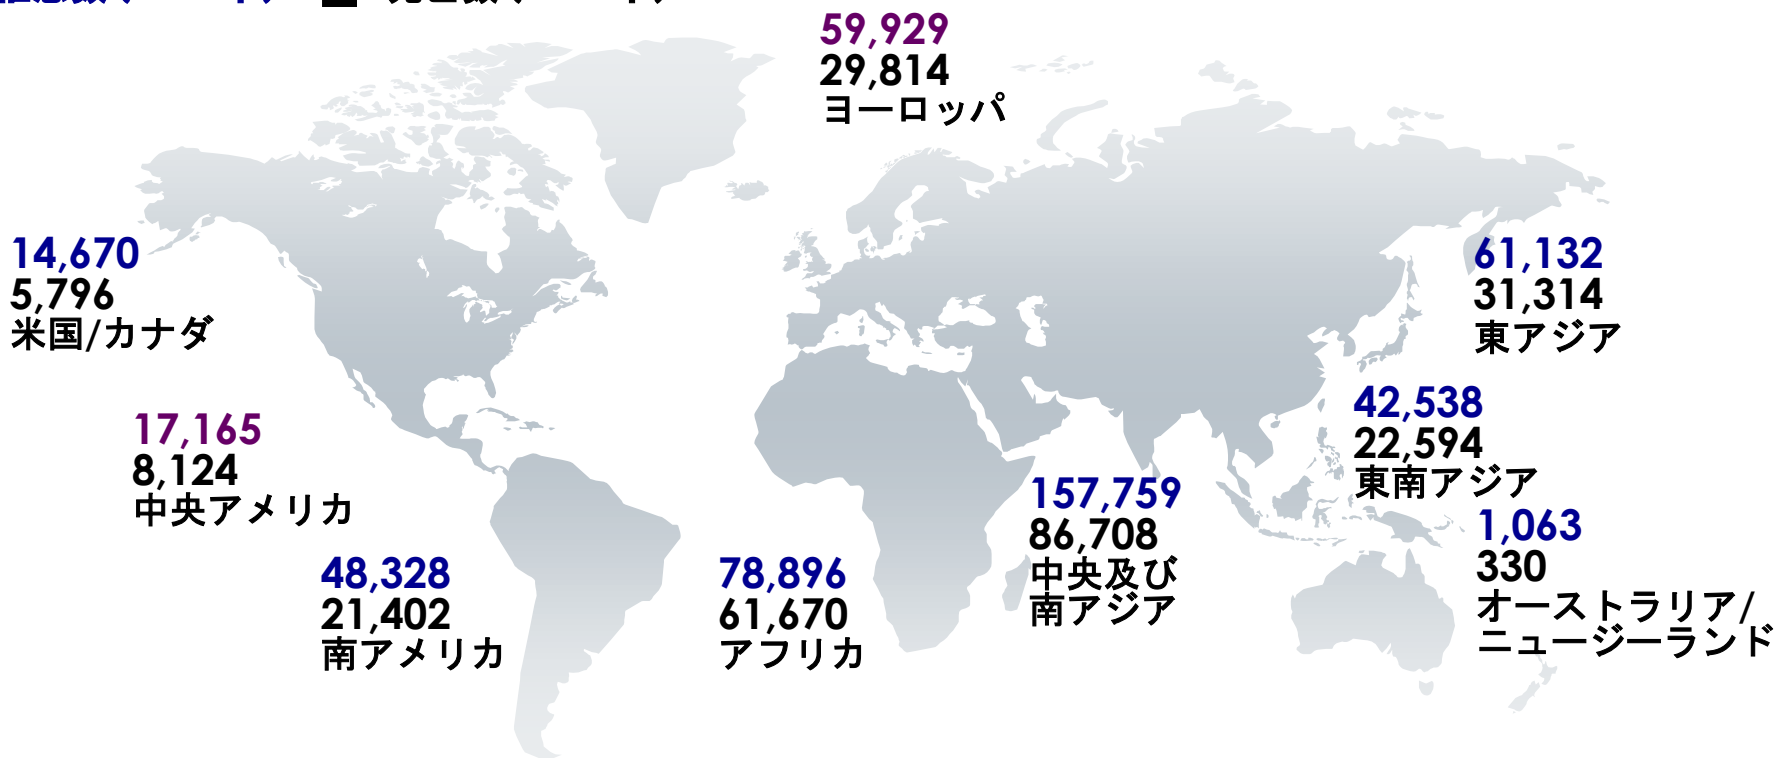 59,929
29,814
ヨーロッパ
14,670
5,796
米国/カナダ
61,132
31,314
東アジア
17,165
8,124
中央アメリカ
42,538
22,594
東南アジア
157,759
86,708
中央及び
南アジア
1,063
330
オーストラリア/
ニュージーランド
48,328
21,402
南アメリカ
78,896
61,670
アフリカ